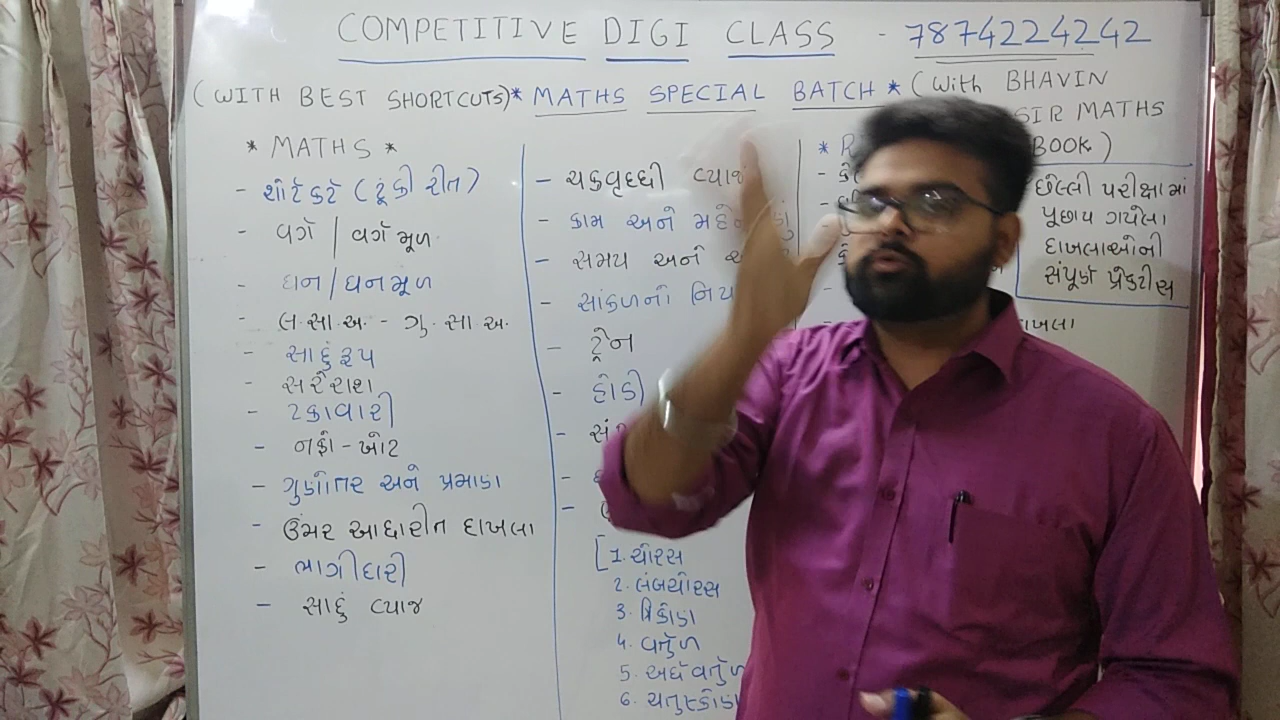 COMPETITIVE DIGI CLASS - 7874224242
(WITH BEST SHORTCUTS) * MATHS SPECIAL BATCH * (With BHAVIN
SIR MATHS
BOOK)
* MATHS *
- શોર્ટકટ (ટૂંકી રીત)
- વર્ગ / વર્ગમૂળ
- ઘન / ઘનમૂળ
- લ.સા.અ. - ગુ.સા.અ.
- સાદુંરૂપ
- સરેરાશ
- ટકાવારી
- નફો - ખોટ
- ગુણોતર અને પ્રમાણ
- ઉંમર આધારીત દાખલા
- ભાગીદારી
- સાદું વ્યાજ
- ચક્રવૃદ્ધી વ્યાજ
- કામ અને
- સમય અને
- સાંકળનો
- ટ્રેન
- હોડી
[1. ચોરસ
2. લંબચોરસ
3. ત્રિકોણ
4. વર્તુળ
5. અર્ધવર્તુળ
6. ચતુષ્કોણ
*
છેલ્લી પરીક્ષામાં
પૂછાય ગયેલા
દાખલાઓની
સંપૂર્ણ પ્રેક્ટીસ
દાખલા